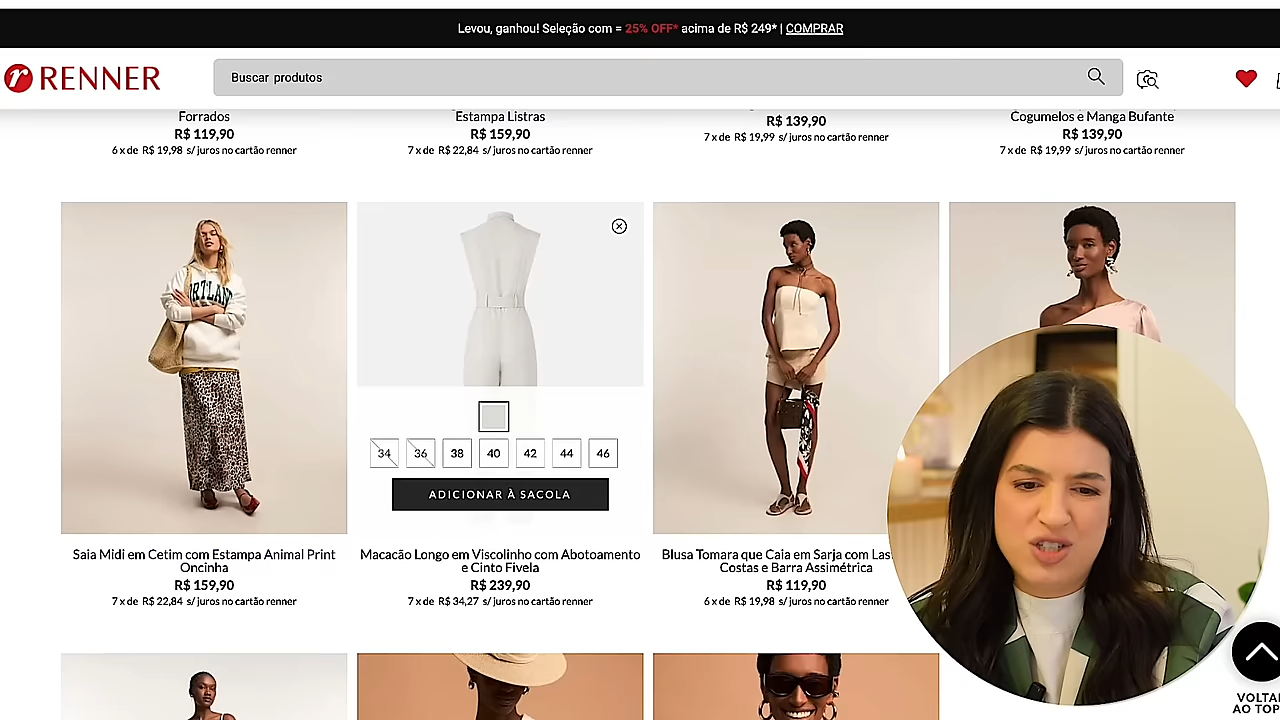 Levou, ganhou! Seleção com = 25% OFF* acima de R$ 249* | COMPRAR
r RENNER
Buscar produtos
Forrados
R$ 119,90
6 x de R$ 19,98 s/ juros no cartão renner
Estampa Listras
R$ 159,90
7 x de R$ 22,84 s/ juros no cartão renner
R$ 139,90
7 x de R$ 19,99 s/ juros no cartão renner
Cogumelos e Manga Bufante
R$ 139,90
7 x de R$ 19,99 s/ juros no cartão renner
34 36 38 40 42 44 46
ADICIONAR À SACOLA
Saia Midi em Cetim com Estampa Animal Print
Oncinha
R$ 159,90
7 x de R$ 22,84 s/ juros no cartão renner
Macacão Longo em Viscolinho com Abotoamento
e Cinto Fivela
R$ 239,90
7 x de R$ 34,27 s/ juros no cartão renner
Blusa Tomara que Caia em Sarja com
Costas e Barra Assimétrica
R$ 119,90
6 x de R$ 19,98 s/ juros no cartão renner
AO